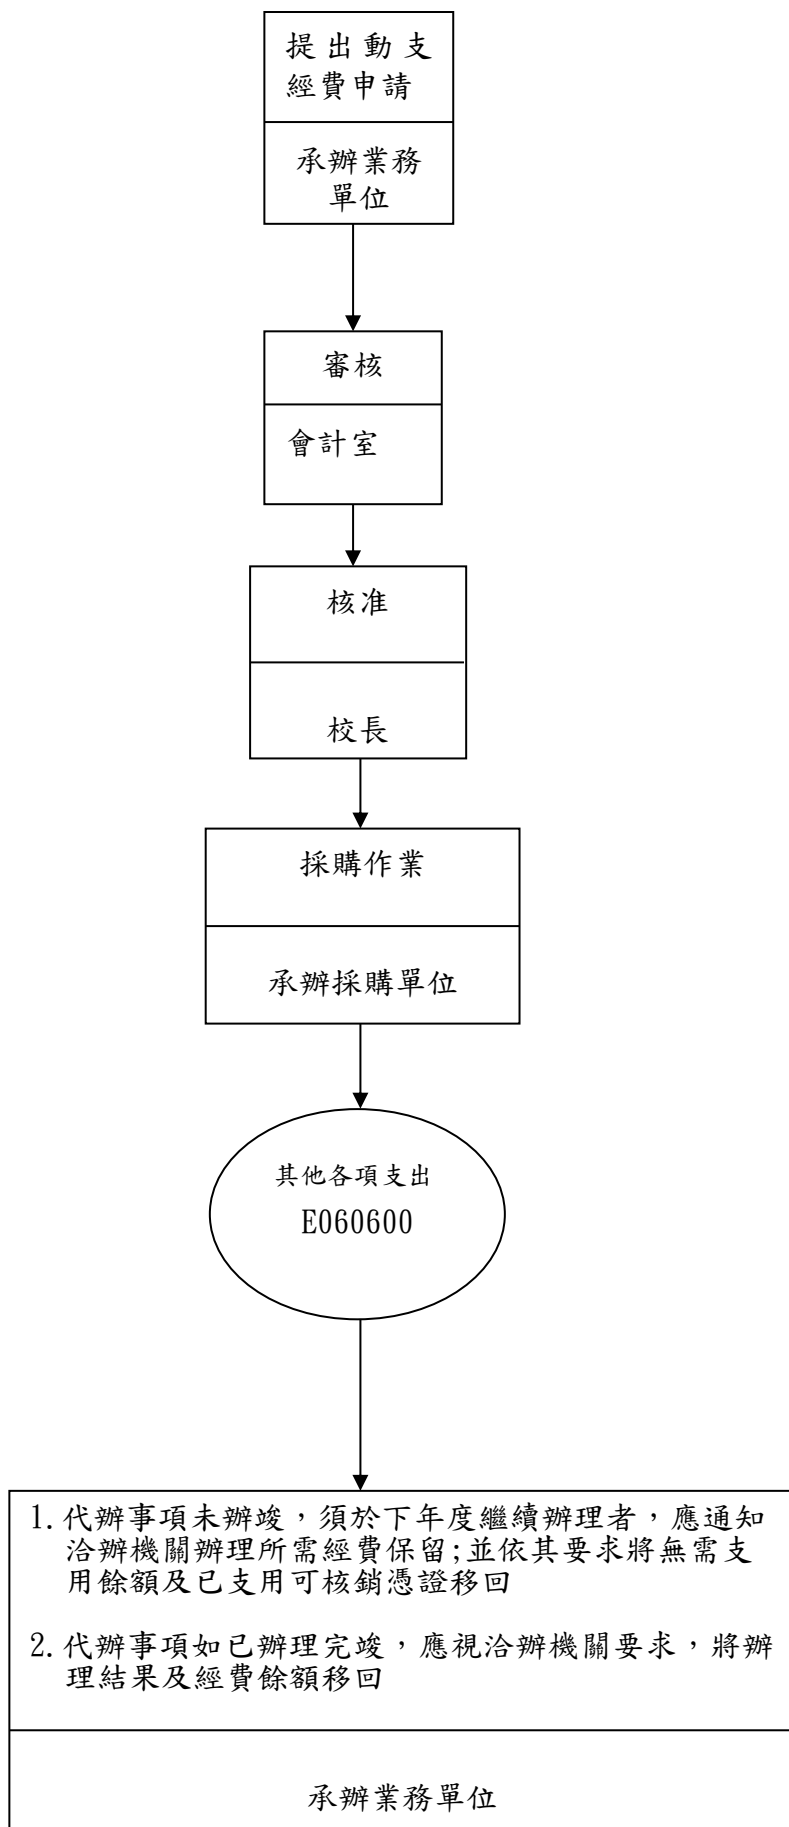 提出動支
經費申請
承辦業務
單位
審核
會計室
核准
校長
採購作業
承辦採購單位
其他各項支出
E060600
1.代辦事項未辦竣，須於下年度繼續辦理者，應通知
洽辦機關辦理所需經費保留;並依其要求將無需支
用餘額及已支用可核銷憑證移回
2.代辦事項如已辦理完竣，應視洽辦機關要求，將辦
理結果及經費餘額移回
承辦業務單位